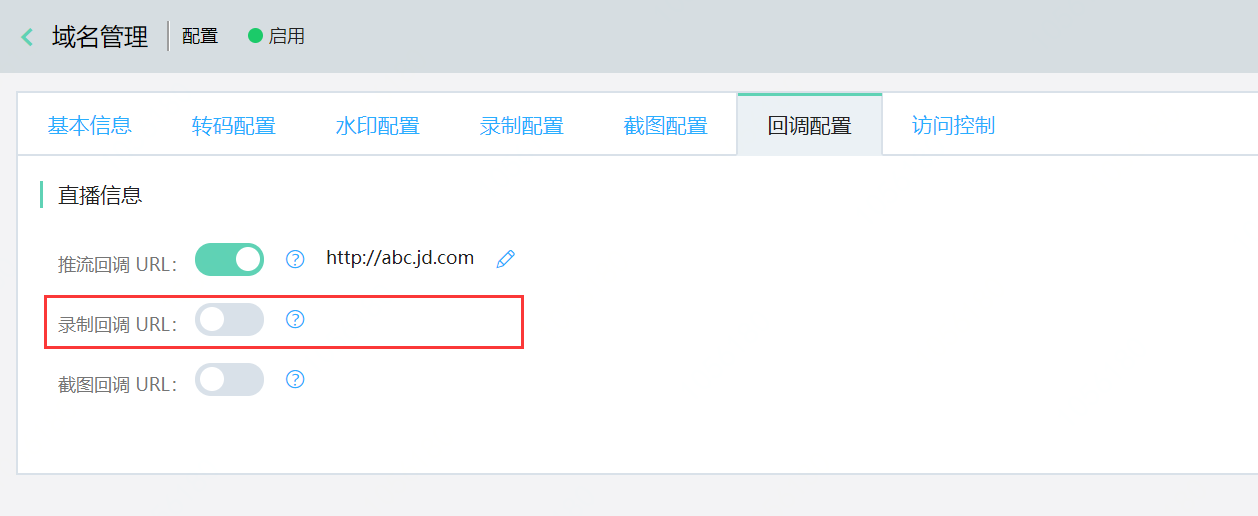 域名管理 配置 启用
基本信息 转码配置 水印配置 录制配置 截图配置 回调配置 访问控制
直播信息
推流回调 URL: ? http://abc.jd.com
录制回调 URL: ?
截图回调 URL: ?